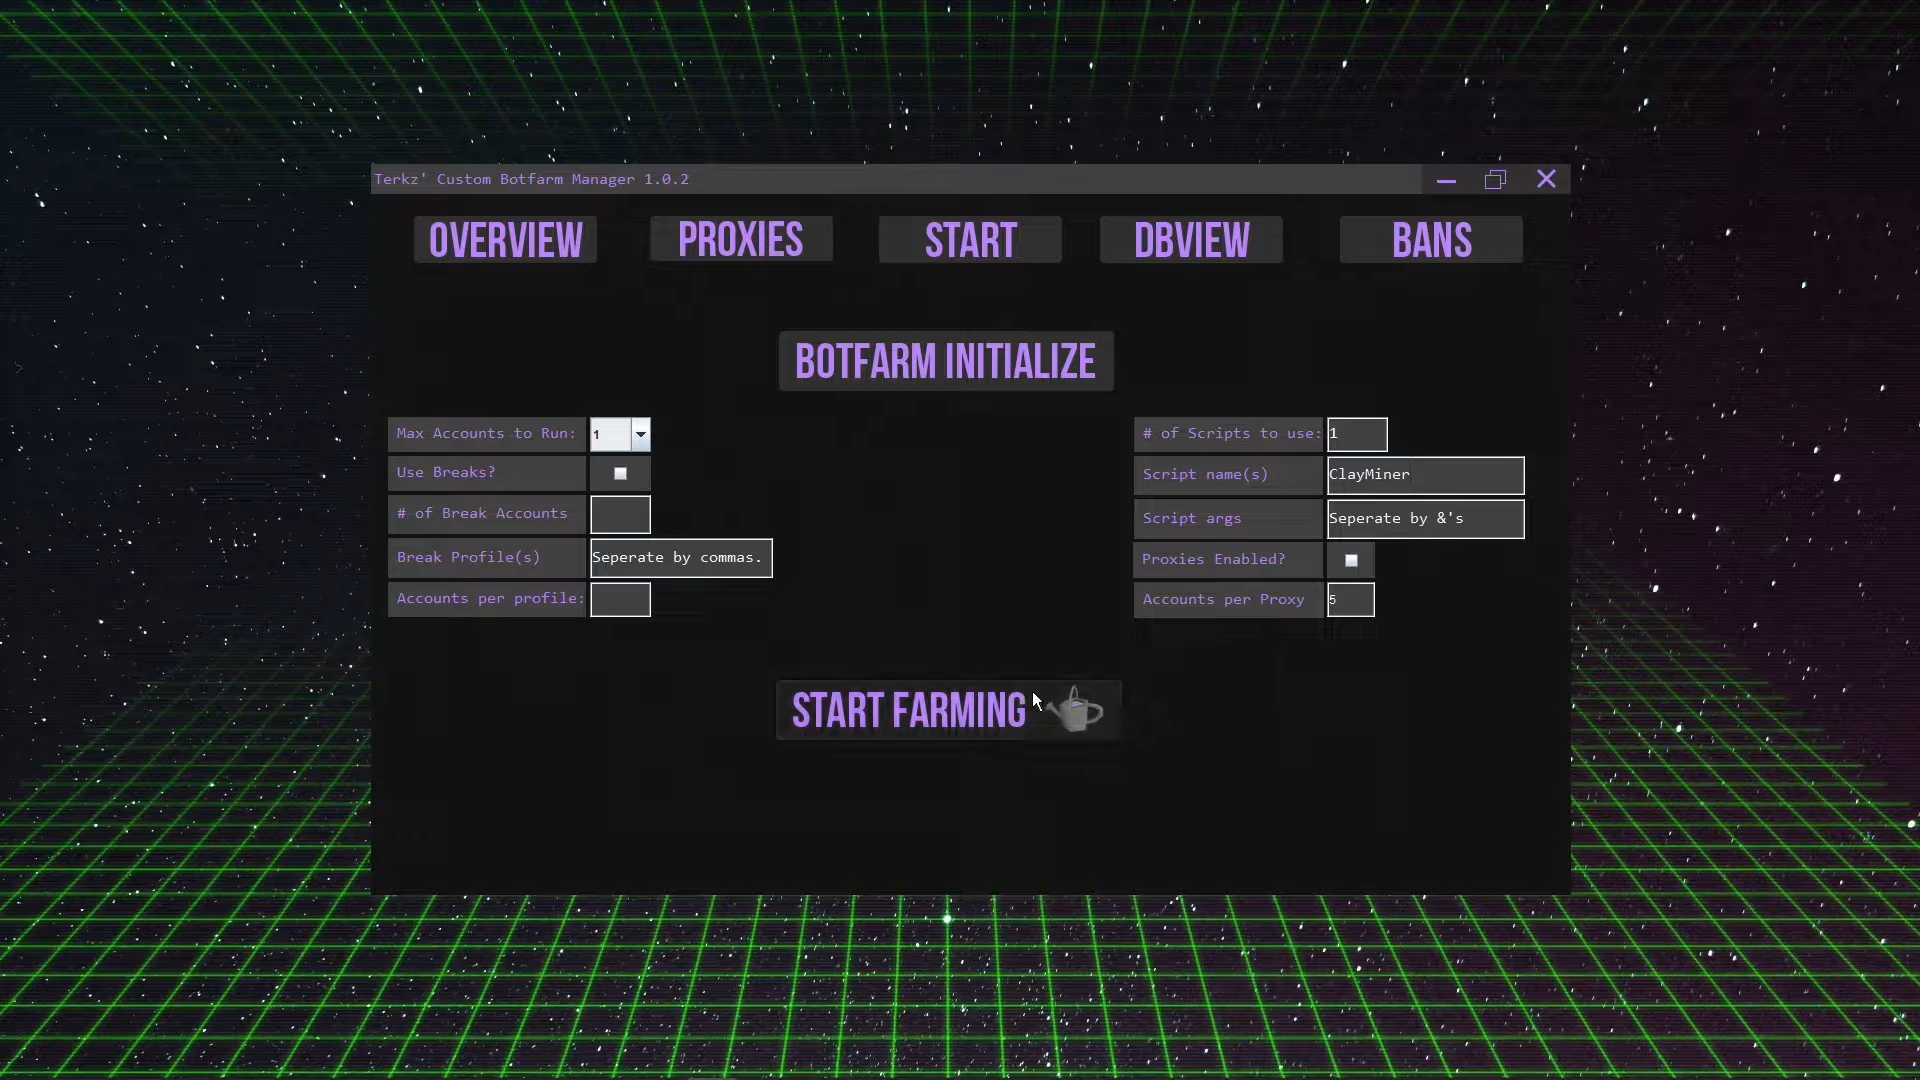 Terkz' Custom Botfarm Manager 1.0.2
OVERVIEW
PROXIES
START
DBVIEW
BANS
BOTFARM INITIALIZE
Max Accounts to Run: 1
Use Breaks?
# of Break Accounts
Break Profile(s) Seperate by commas.
Accounts per profile:
# of Scripts to use: 1
Script name(s) ClayMiner
Script args Seperate by &'s
Proxies Enabled?
Accounts per Proxy 5
START FARMING